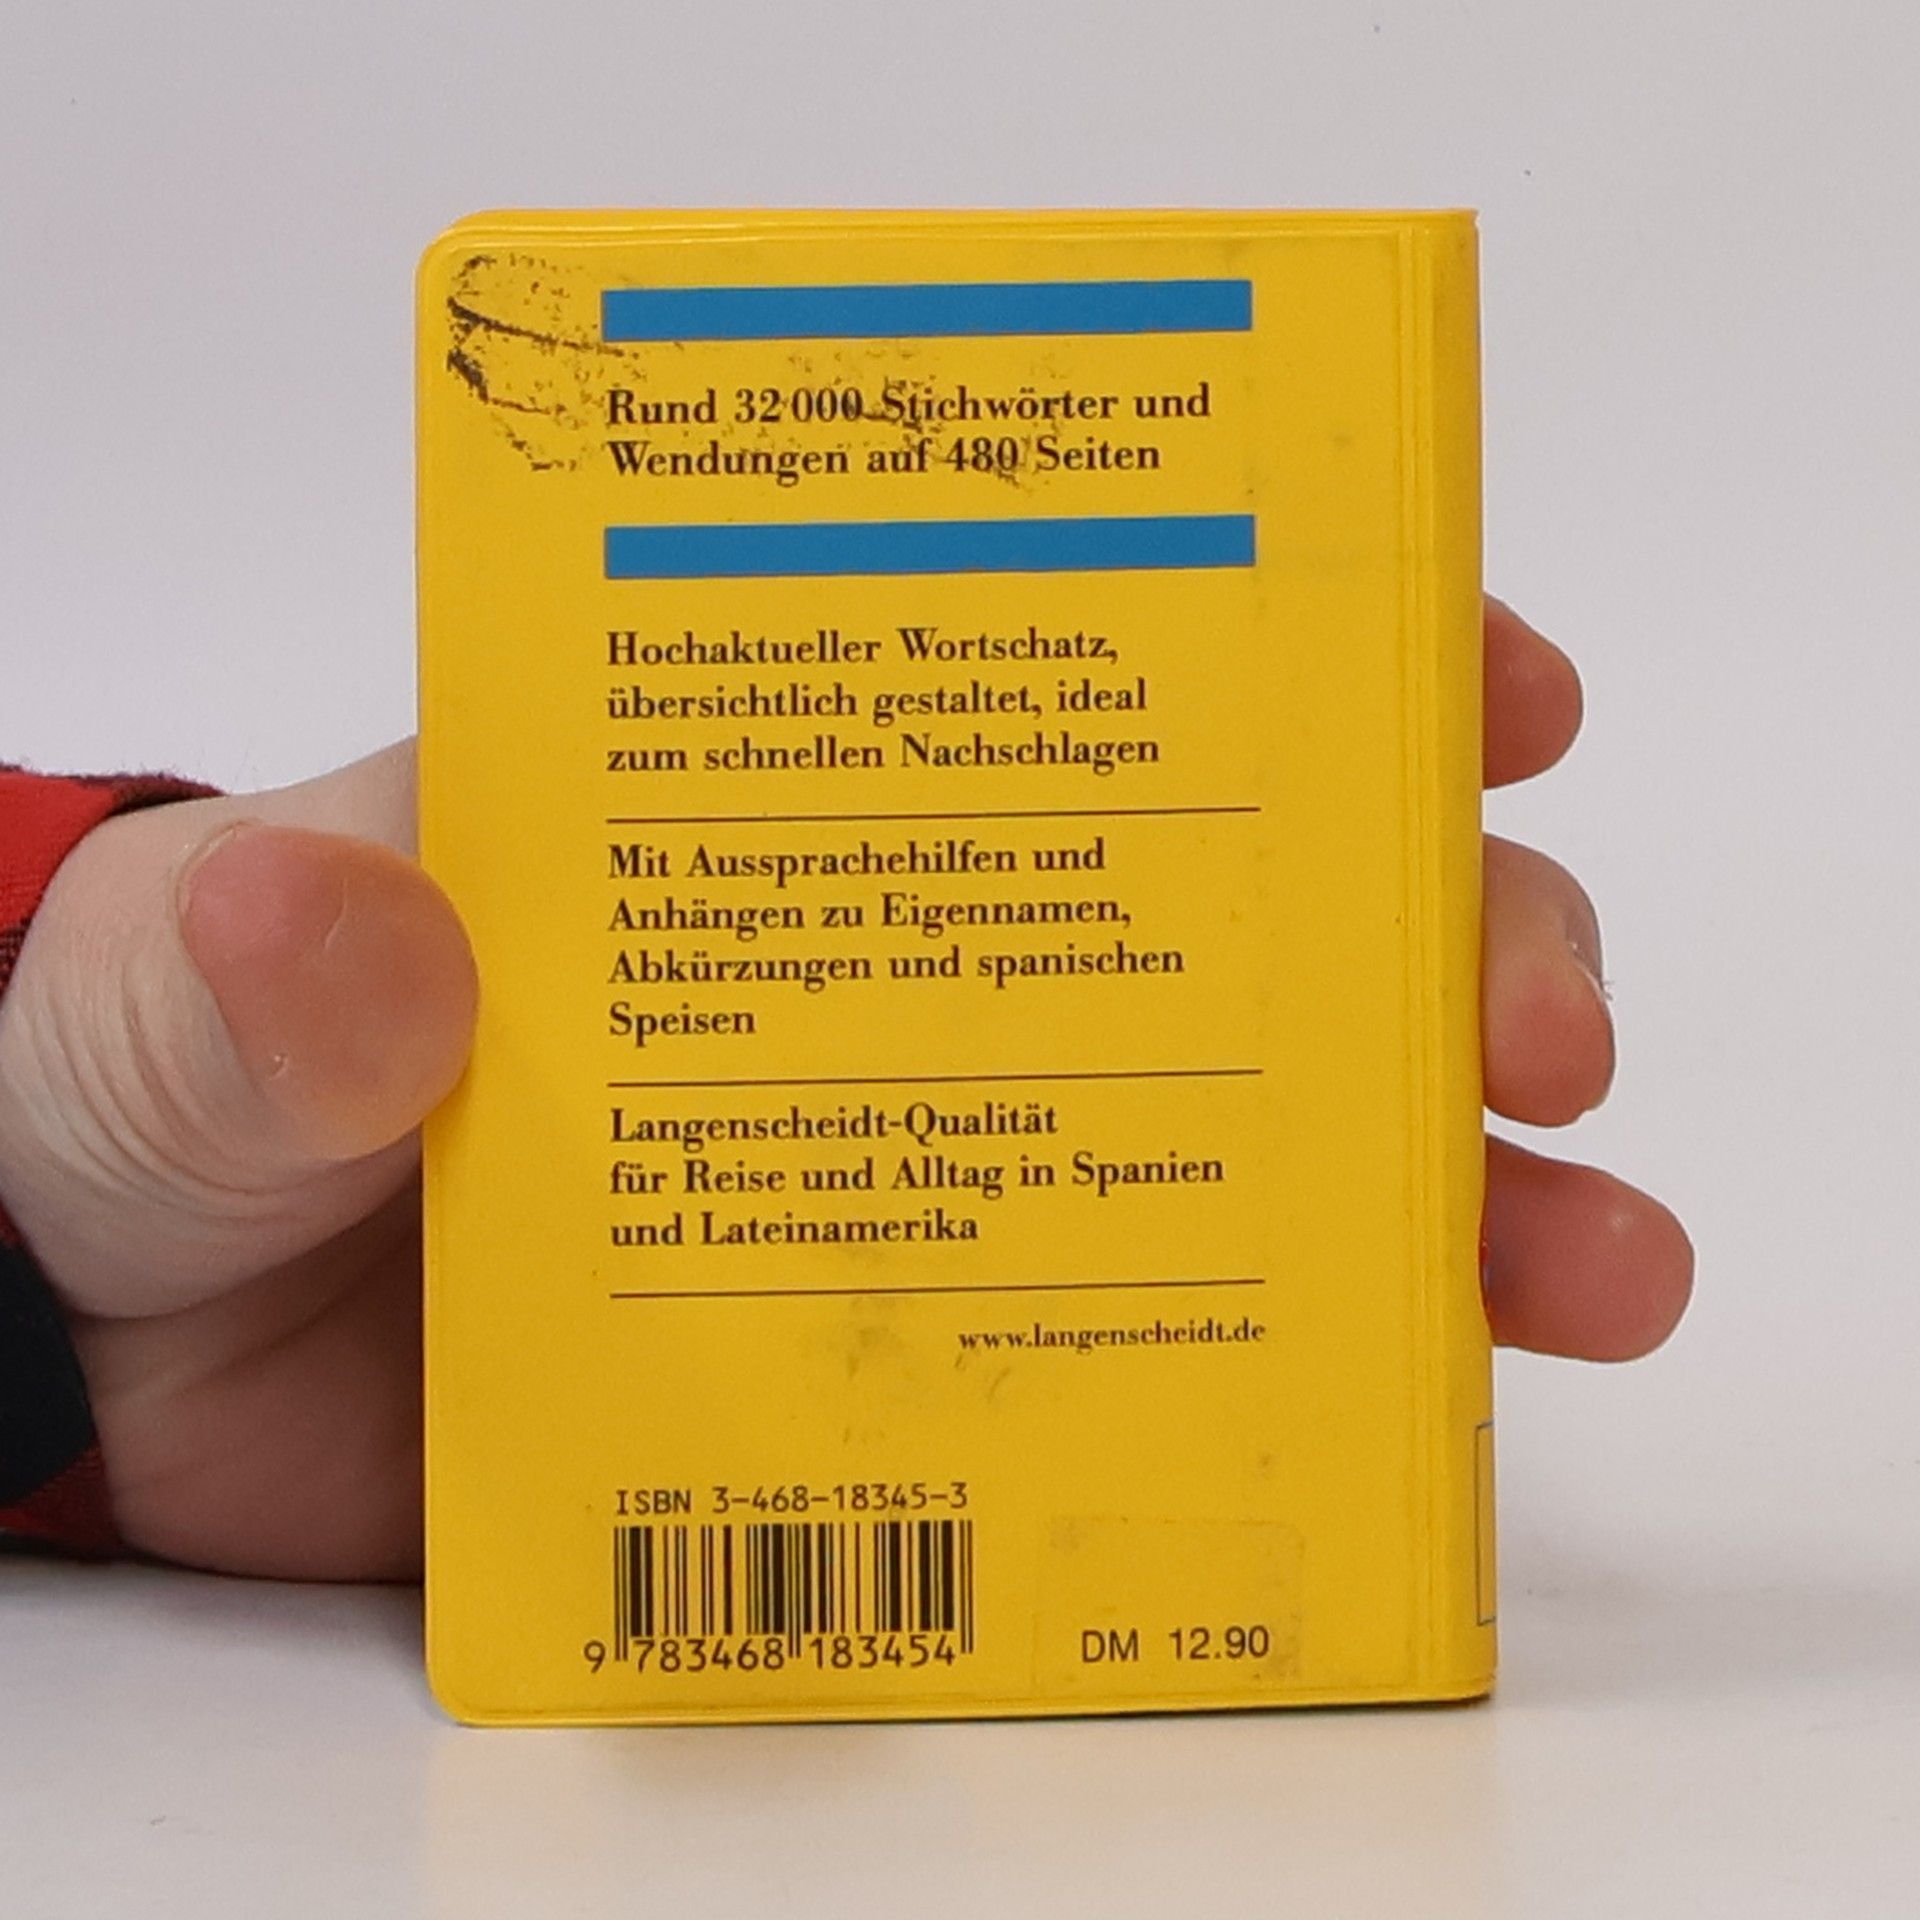 Rund 32 000 Stichwörter und
Wendungen auf 480 Seiten
Hochaktueller Wortschatz,
übersichtlich gestaltet, ideal
zum schnellen Nachschlagen
Mit Aussprachehilfen und
Anhängen zu Eigennamen,
Abkürzungen und spanischen
Speisen
Langenscheidt-Qualität
für Reise und Alltag in Spanien
und Lateinamerika
www.langenscheidt.de
ISBN 3-468-18345-3
9 783468 183454
DM 12.90